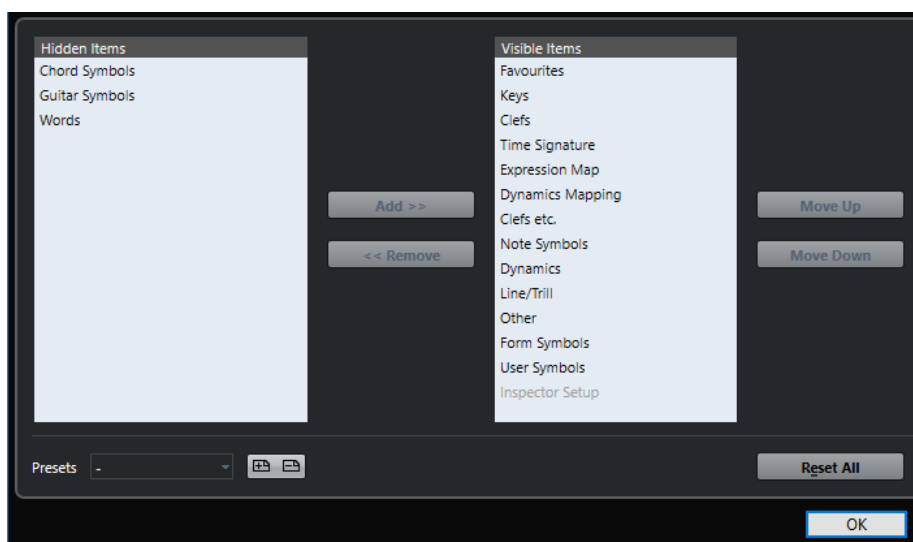 Hidden Items
Chord Symbols
Guitar Symbols
Words
Add >>
<< Remove
Visible Items
Favourites
Keys
Clefs
Time Signature
Expression Map
Dynamics Mapping
Clefs etc.
Note Symbols
Dynamics
Line/Trill
Other
Form Symbols
User Symbols
Inspector Setup
Move Up
Move Down
Presets -
Reset All
OK